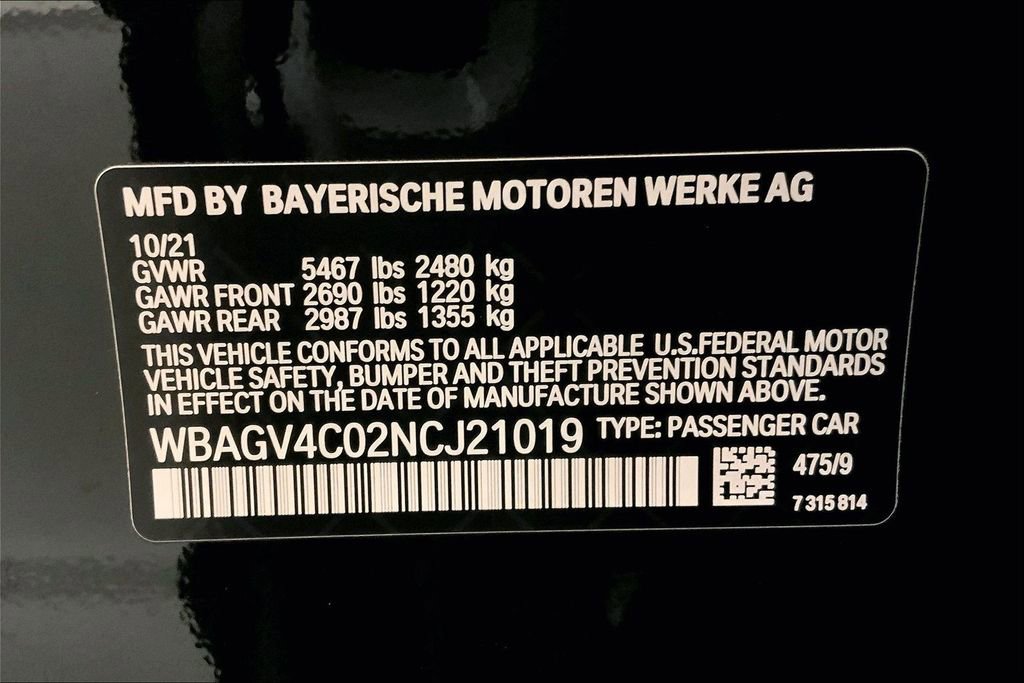 MFD BY BAYERISCHE MOTOREN WERKE AG
10/21
GVWR 5467 lbs 2480 kg
GAWR FRONT 2690 lbs 1220 kg
GAWR REAR 2987 lbs 1355 kg
THIS VEHICLE CONFORMS TO ALL APPLICABLE U.S.FEDERAL MOTOR
VEHICLE SAFETY, BUMPER AND THEFT PREVENTION STANDARDS
IN EFFECT ON THE DATE OF MANUFACTURE SHOWN ABOVE.
WBAGV4C02NCJ21019 TYPE: PASSENGER CAR
475/9
7 315 814